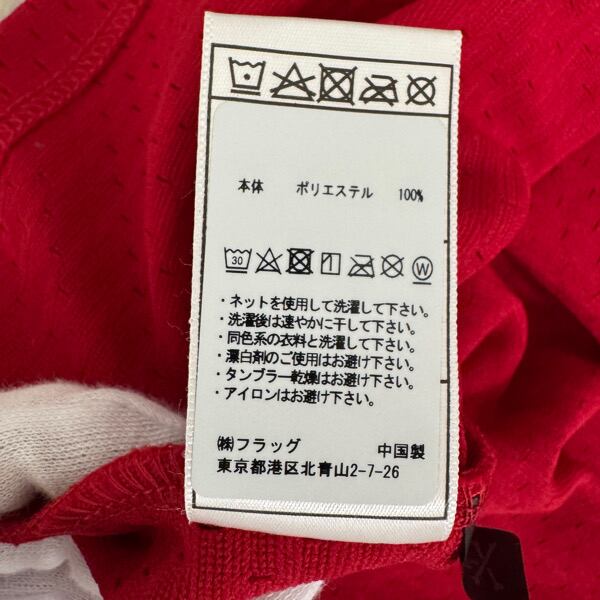 本体 ポリエステル 100%
30 W
・ネットを使用して洗濯して下さい。
・洗濯後は速やかに干して下さい。
・同色系の衣料と洗濯して下さい。
・漂白剤のご使用はお避け下さい。
・タンブラー乾燥はお避け下さい。
・アイロンはお避け下さい。
㈱フラッグ 中国製
東京都港区北青山2-7-26